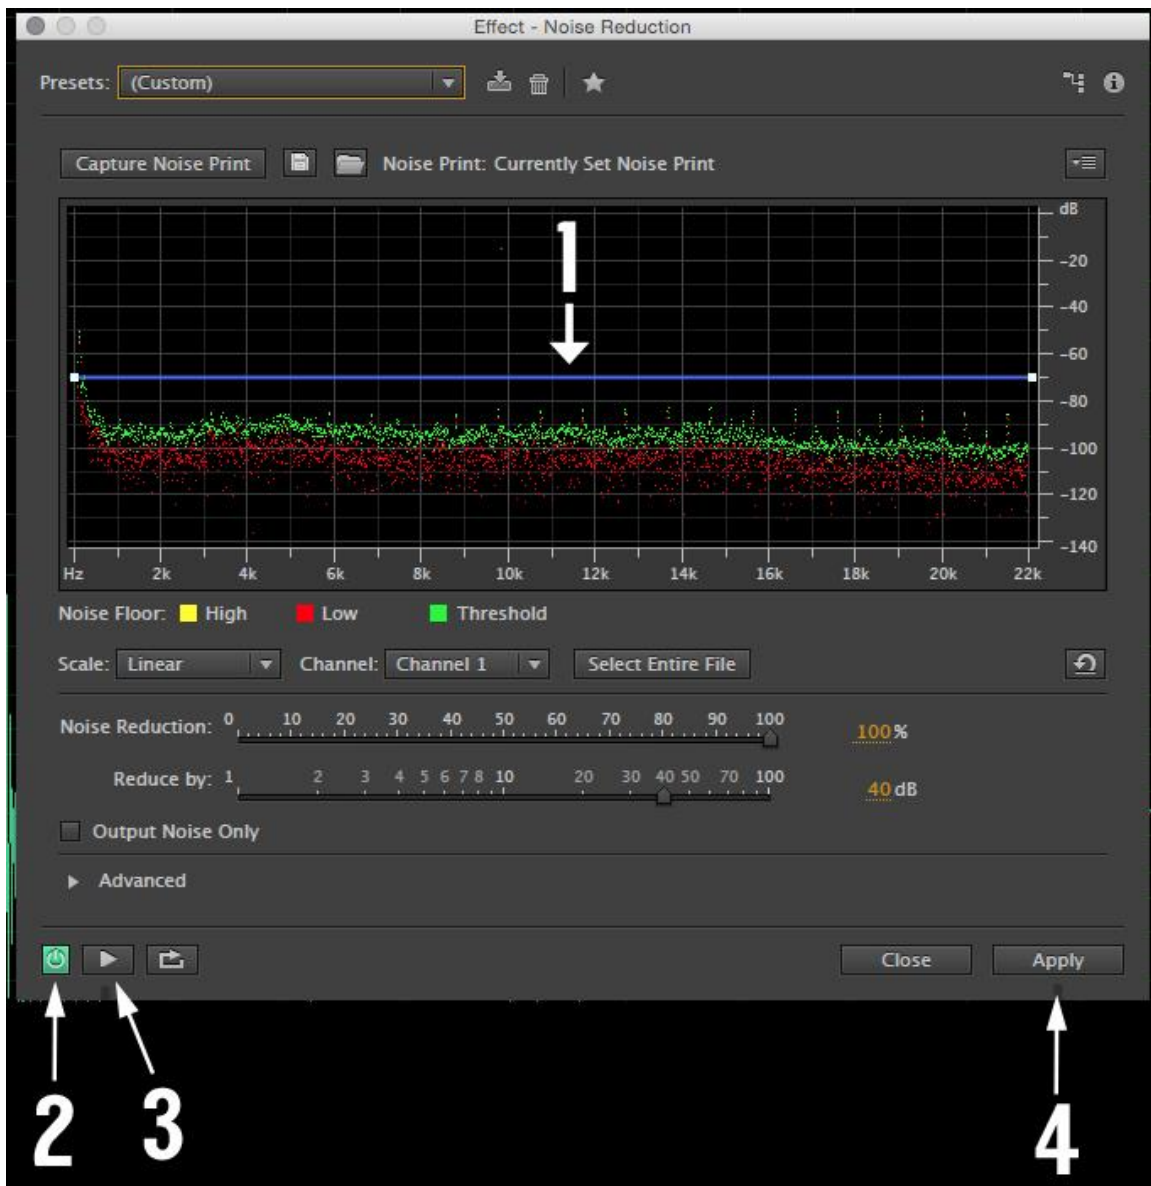 Effect - Noise Reduction
Presets: (Custom)
Capture Noise Print Noise Print: Currently Set Noise Print
dB
1
-20
-40
-60
-80
-100
-120
-140
Hz 2k 4k 6k 8k 10k 12k 14k 16k 18k 20k 22k
Noise Floor: High Low Threshold
Scale: Linear Channel: Channel 1 Select Entire File
Noise Reduction: 0 10 20 30 40 50 60 70 80 90 100 100 %
Reduce by: 1 2 3 4 5 6 7 8 10 20 30 40 50 70 100 40 dB
Output Noise Only
Advanced
Close Apply
2 3 4